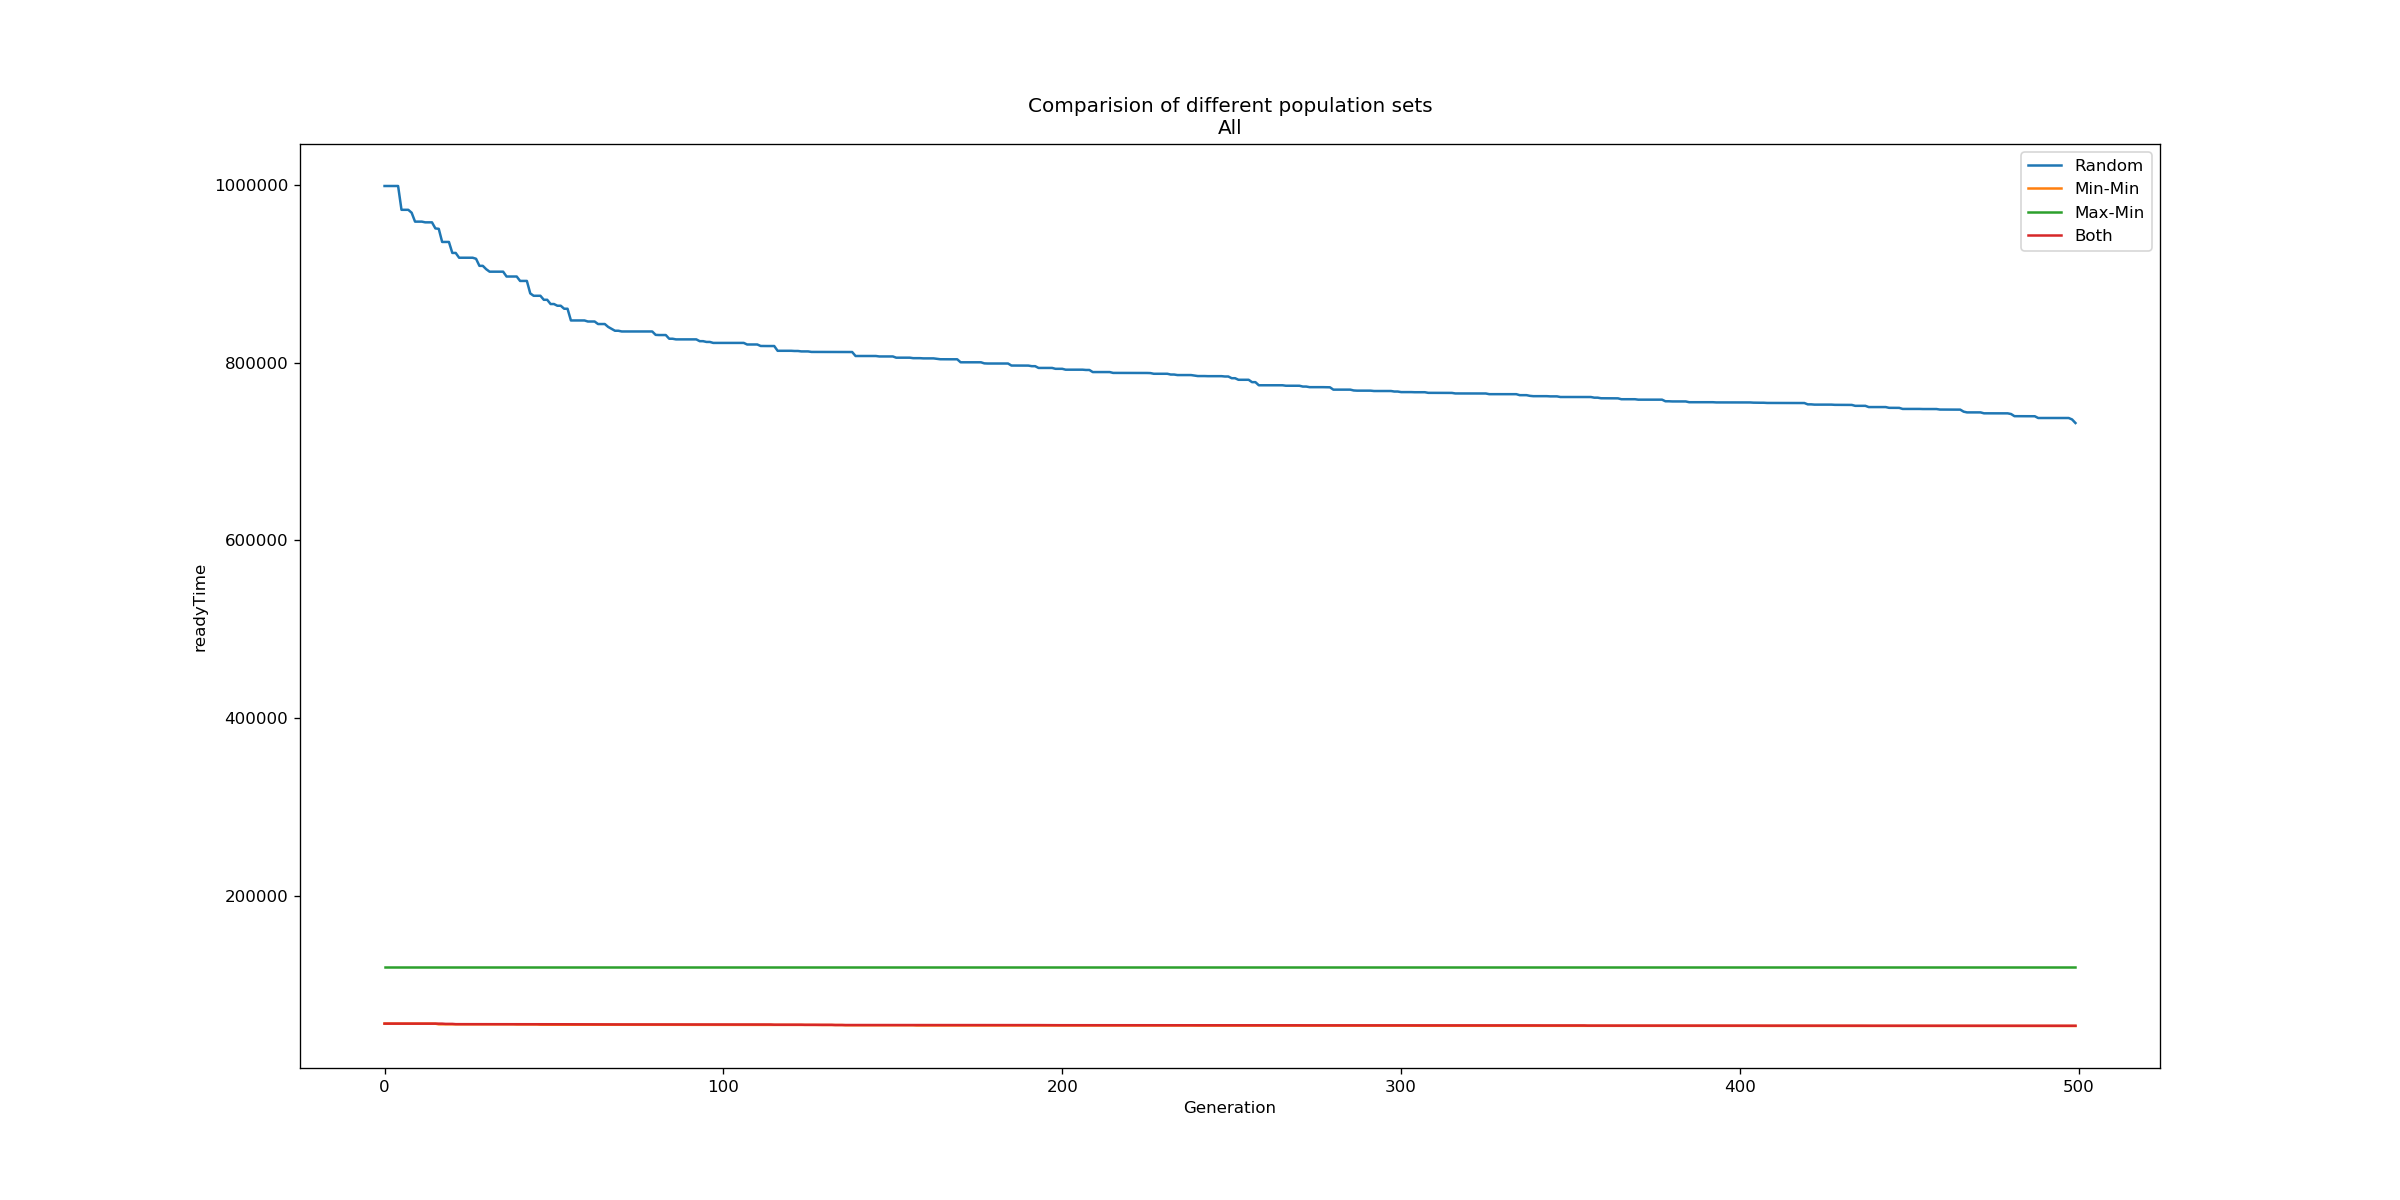 Comparision of different population sets
All
Random
Min-Min
Max-Min
Both
1000000
800000
600000
400000
200000
readyTime
0 100 200 300 400 500
Generation